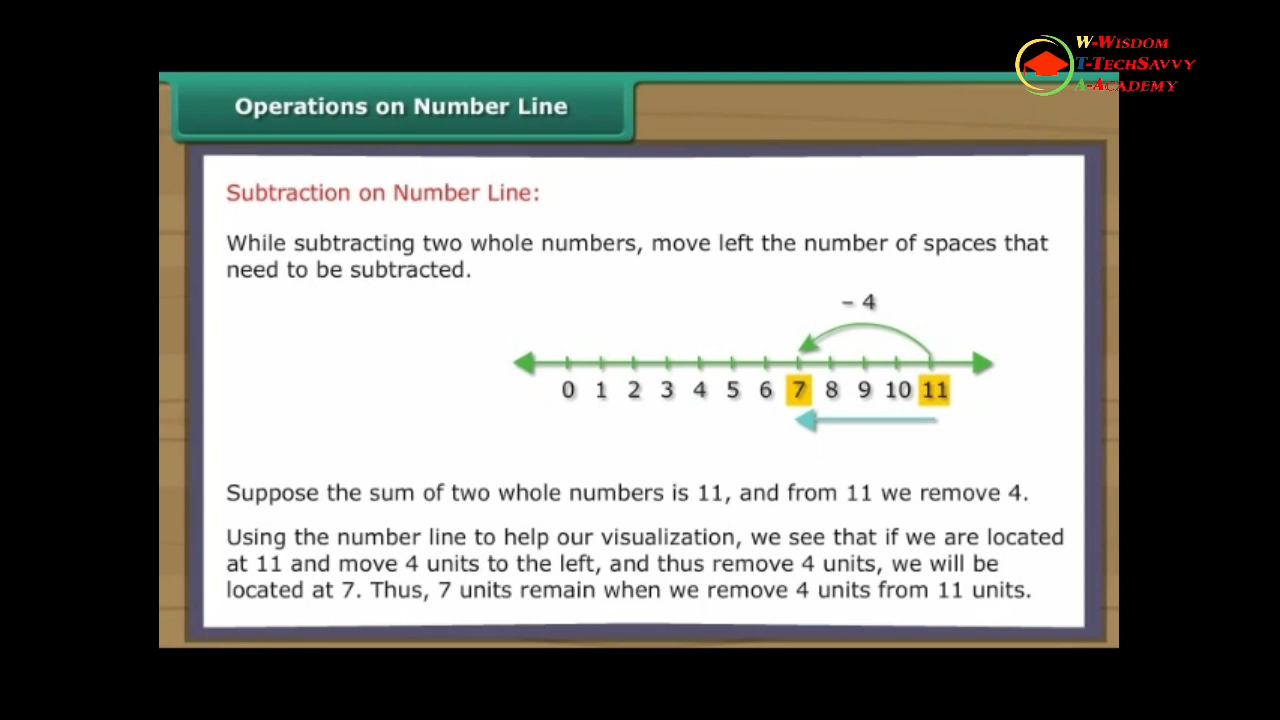 W-Wisdom
T-TechSavvy
A-Academy
Operations on Number Line
Subtraction on Number Line:
While subtracting two whole numbers, move left the number of spaces that
need to be subtracted.
– 4
0 1 2 3 4 5 6 7 8 9 10 11
Suppose the sum of two whole numbers is 11, and from 11 we remove 4.
Using the number line to help our visualization, we see that if we are located
at 11 and move 4 units to the left, and thus remove 4 units, we will be
located at 7. Thus, 7 units remain when we remove 4 units from 11 units.